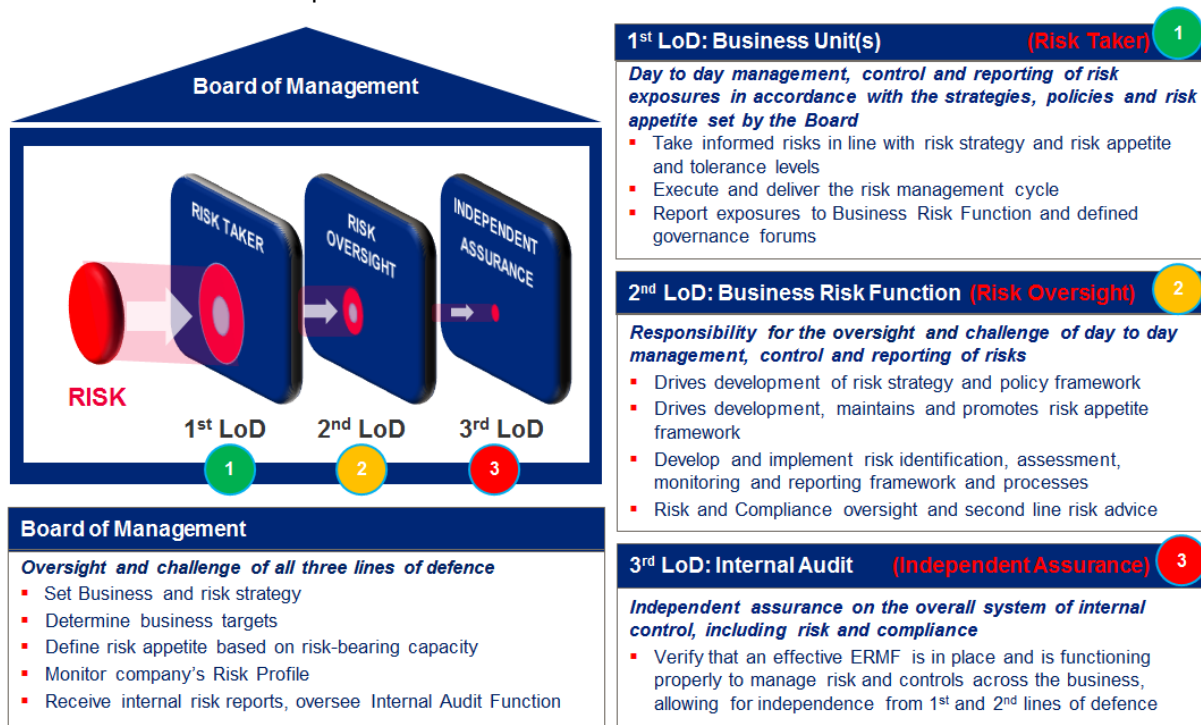 Board of Management
RISK TAKER
RISK
OVERSIGHT
INDEPENDENT
ASSURANCE
RISK
1st LoD
2nd LoD
3rd LoD
1
2
3
Board of Management
Oversight and challenge of all three lines of defence
▪ Set Business and risk strategy
▪ Determine business targets
▪ Define risk appetite based on risk-bearing capacity
▪ Monitor company's Risk Profile
▪ Receive internal risk reports, oversee Internal Audit Function
1st LoD: Business Unit(s) (Risk Taker) 1
Day to day management, control and reporting of risk
exposures in accordance with the strategies, policies and risk
appetite set by the Board
▪ Take informed risks in line with risk strategy and risk appetite
and tolerance levels
▪ Execute and deliver the risk management cycle
▪ Report exposures to Business Risk Function and defined
governance forums
2nd LoD: Business Risk Function (Risk Oversight) 2
Responsibility for the oversight and challenge of day to day
management, control and reporting of risks
▪ Drives development of risk strategy and policy framework
▪ Drives development, maintains and promotes risk appetite
framework
▪ Develop and implement risk identification, assessment,
monitoring and reporting framework and processes
▪ Risk and Compliance oversight and second line risk advice
3rd LoD: Internal Audit (Independent Assurance) 3
Independent assurance on the overall system of internal
control, including risk and compliance
▪ Verify that an effective ERMF is in place and is functioning
properly to manage risk and controls across the business,
allowing for independence from 1st and 2nd lines of defence